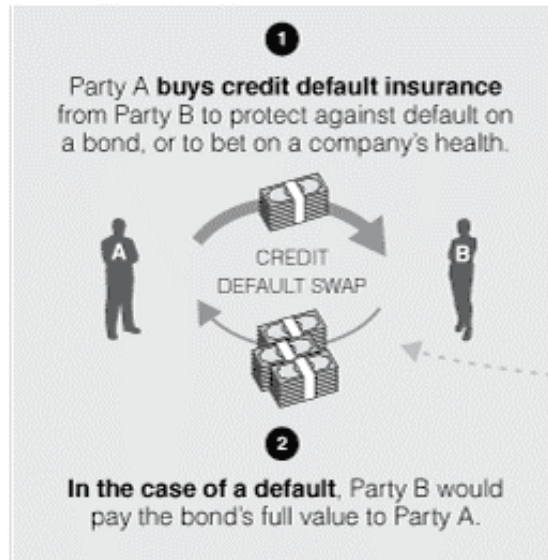 1
Party A buys credit default insurance
from Party B to protect against default on
a bond, or to bet on a company's health.
A
B
CREDIT
DEFAULT SWAP
2
In the case of a default, Party B would
pay the bond's full value to Party A.